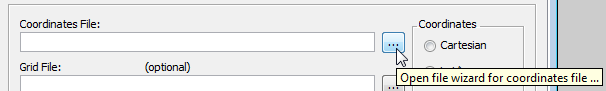 Coordinates File:
Coordinates
...
Cartesian
Grid File: (optional)
Open file wizard for coordinates file ...